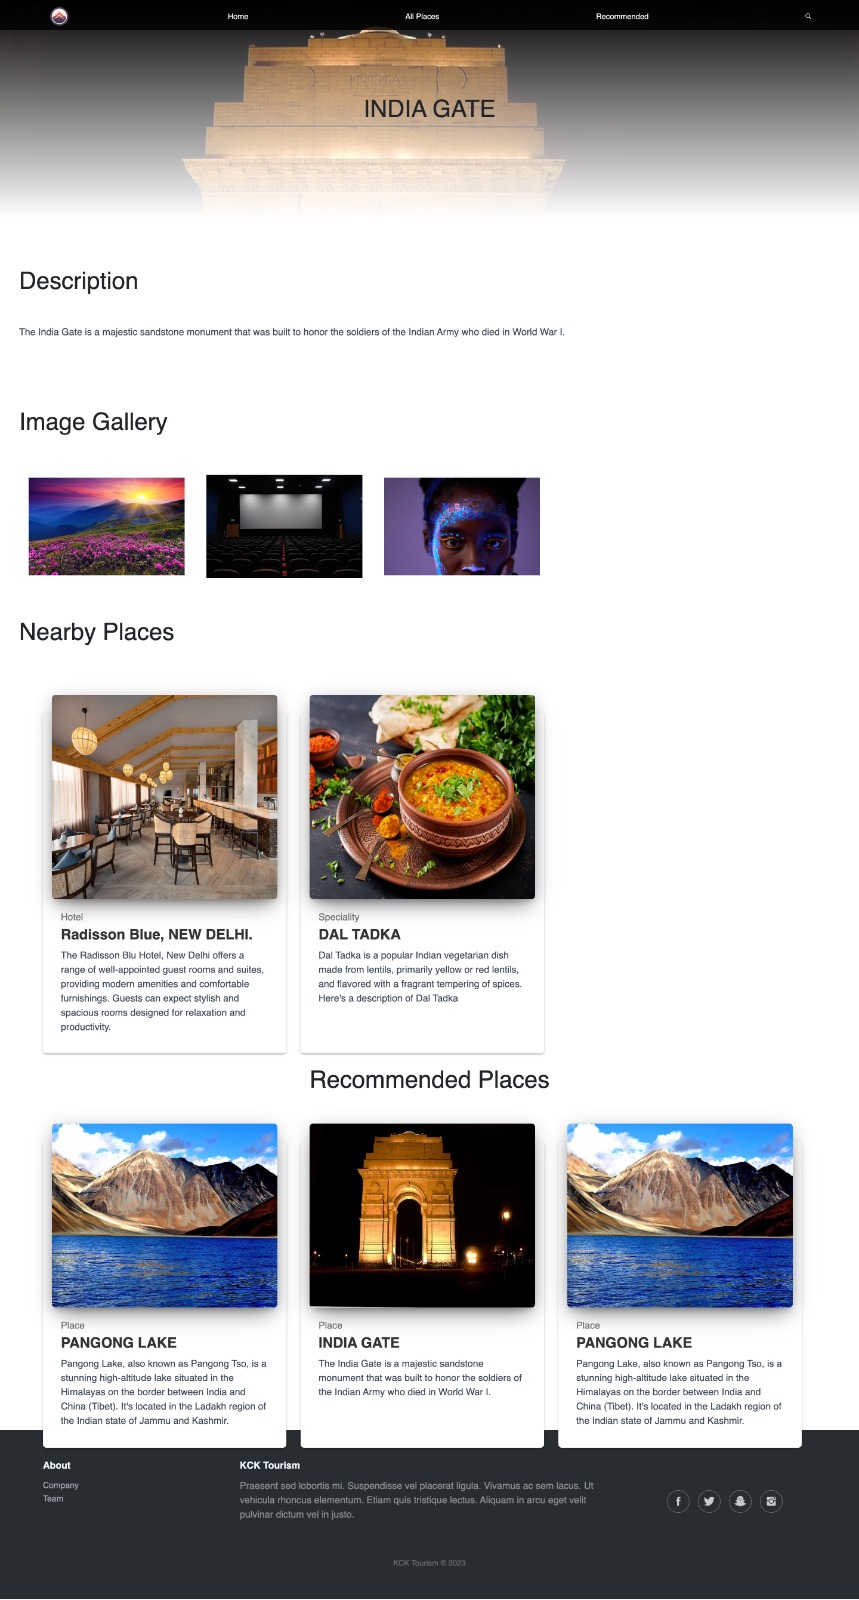 Home
All Places
Recommended
INDIA
INDIA GATE
Description
The India Gate is a majestic sandstone monument that was built to honor the soldiers of the Indian Army who died in World War I.
Image Gallery
Nearby Places
Hotel
Radisson Blue, NEW DELHI.
The Radisson Blu Hotel, New Delhi offers a
range of well-appointed guest rooms and suites,
providing modern amenities and comfortable
furnishings. Guests can expect stylish and
spacious rooms designed for relaxation and
productivity.
Speciality
DAL TADKA
Dal Tadka is a popular Indian vegetarian dish
made from lentils, primarily yellow or red lentils,
and flavored with a fragrant tempering of spices.
Here's a description of Dal Tadka
Recommended Places
Place
PANGONG LAKE
Pangong Lake, also known as Pangong Tso, is a
stunning high-altitude lake situated in the
Himalayas on the border between India and
China (Tibet). It's located in the Ladakh region of
the Indian state of Jammu and Kashmir.
Place
INDIA GATE
The India Gate is a majestic sandstone
monument that was built to honor the soldiers of
the Indian Army who died in World War I.
Place
PANGONG LAKE
Pangong Lake, also known as Pangong Tso, is a
stunning high-altitude lake situated in the
Himalayas on the border between India and
China (Tibet). It's located in the Ladakh region of
the Indian state of Jammu and Kashmir.
About
Company
Team
KCK Tourism
Praesent sed lobortis mi. Suspendisse vel placerat ligula. Vivamus ac sem lacus. Ut
vehicula rhoncus elementum. Etiam quis tristique lectus. Aliquam in arcu eget velit
pulvinar dictum vel in justo.
KCK Tourism © 2023